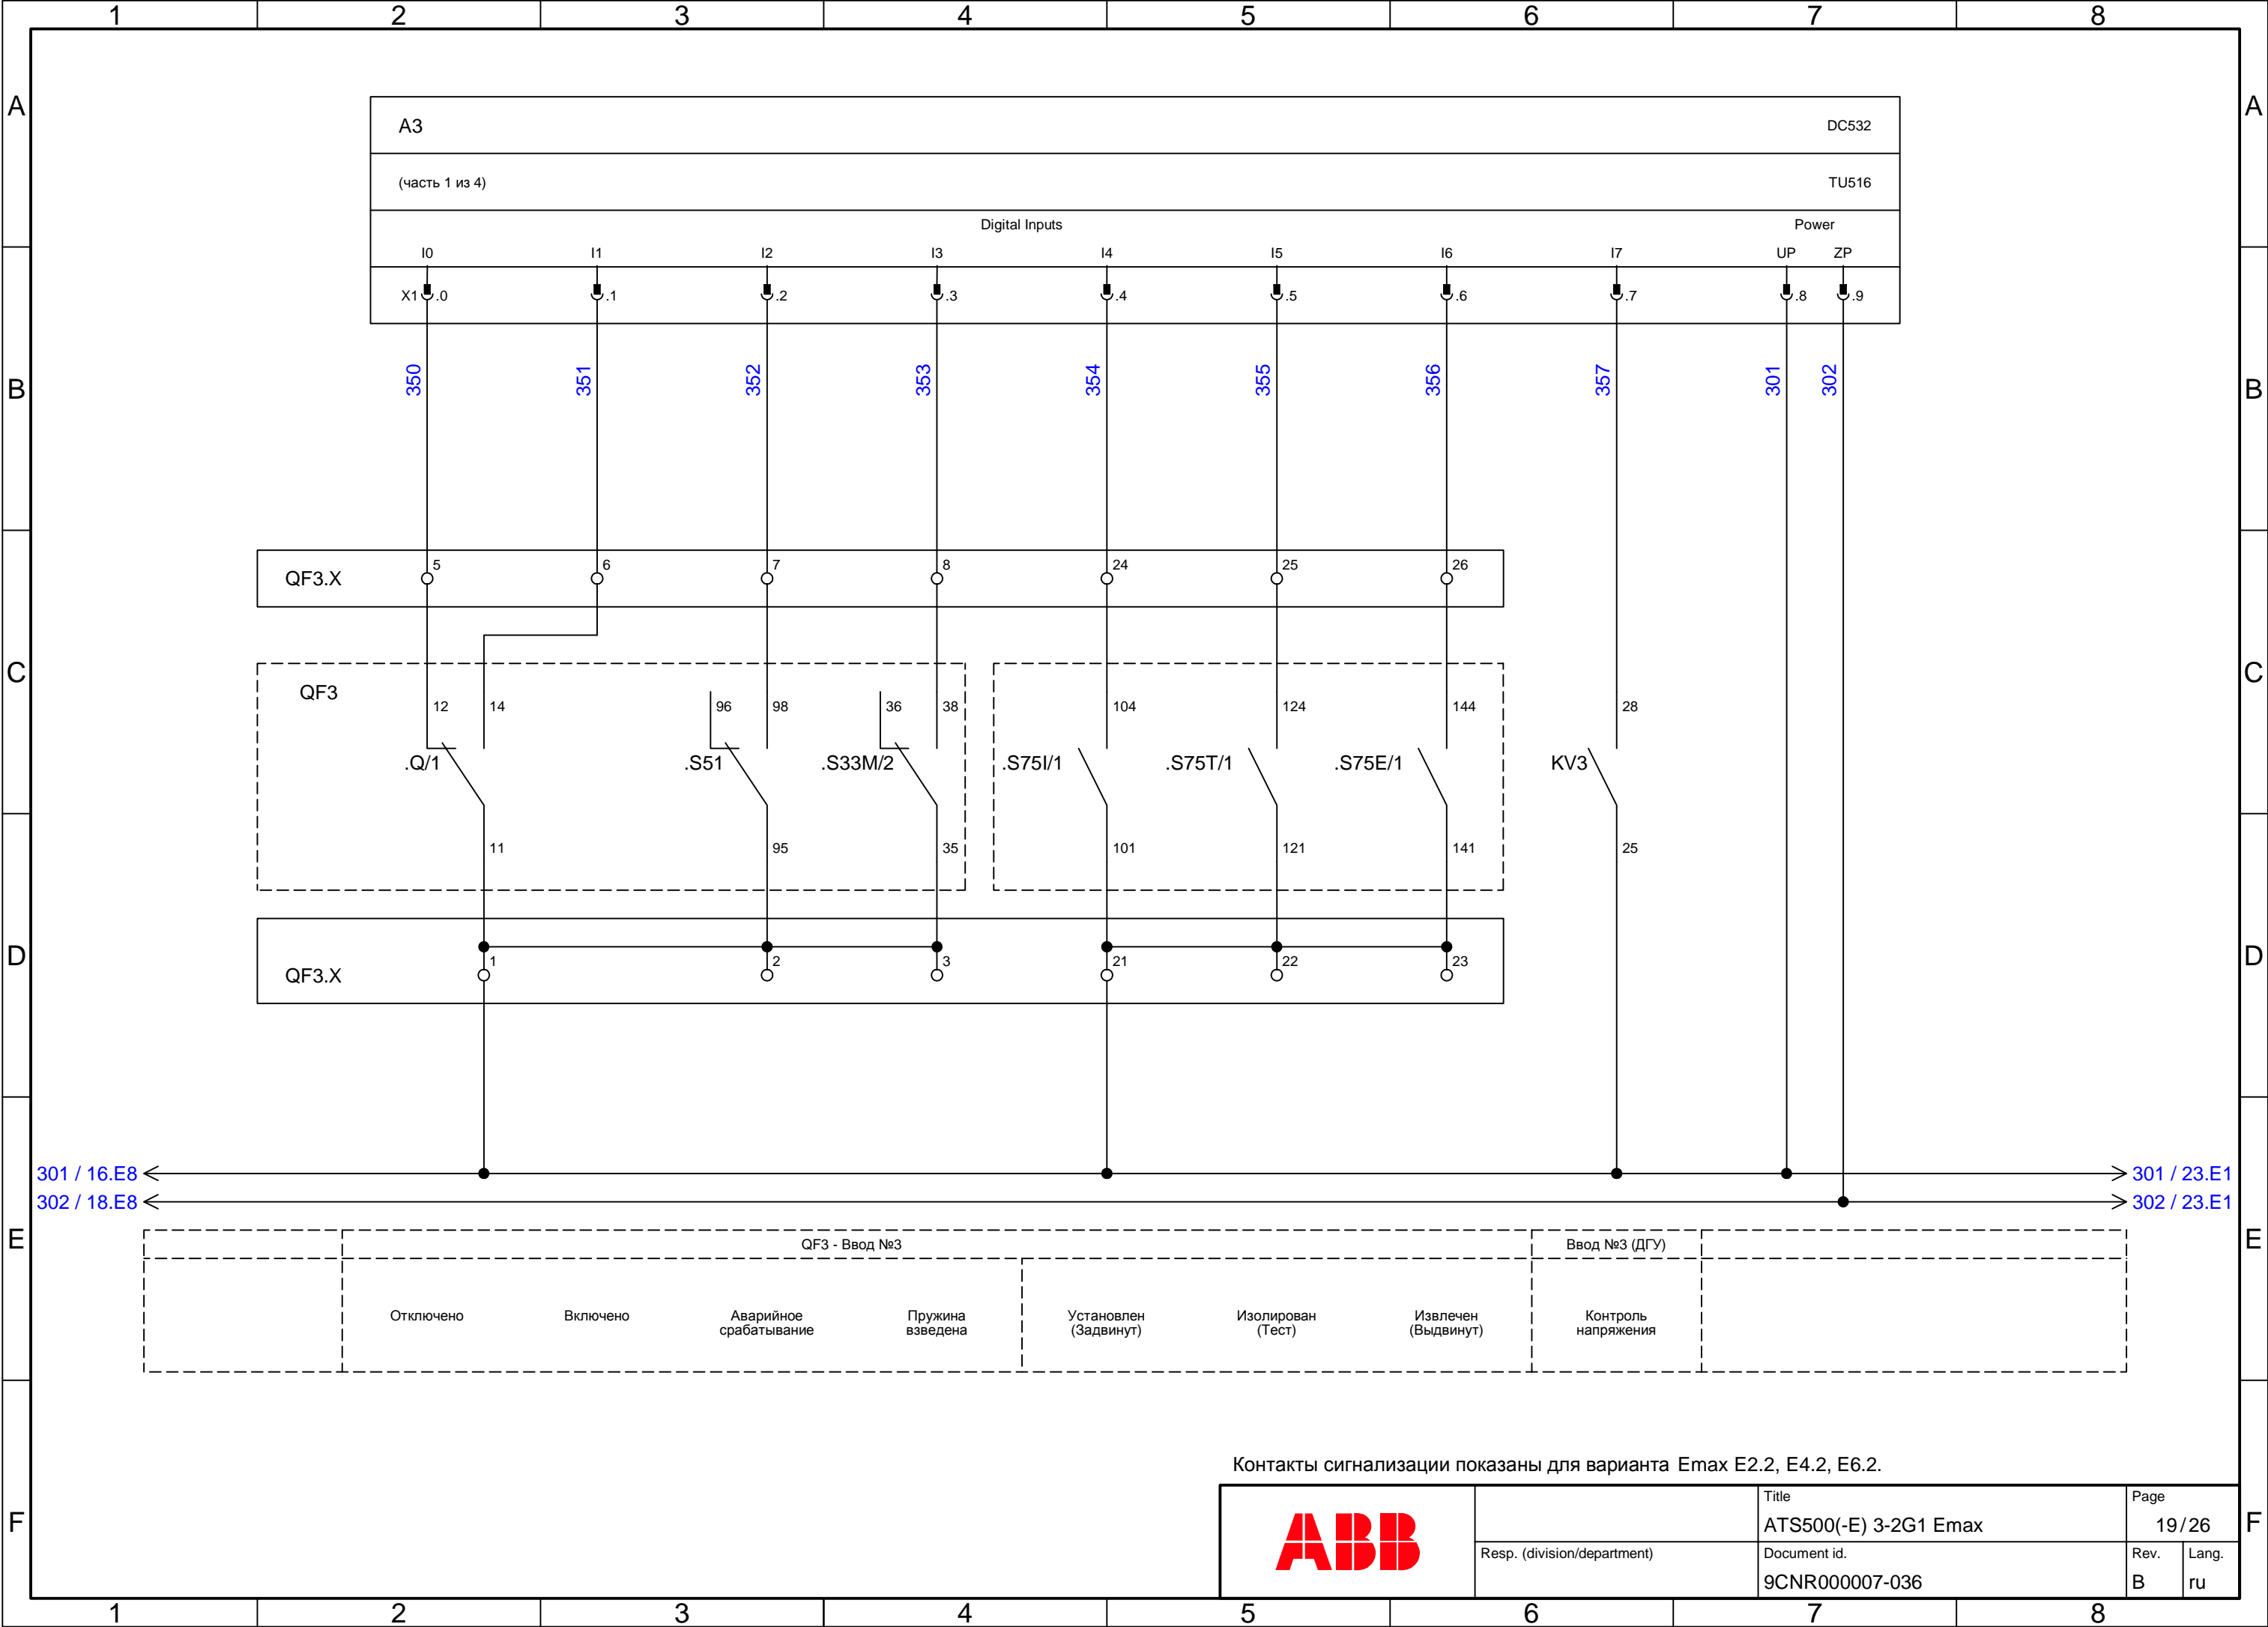 1 2 3 4 5 6 7 8
A A
A3 DC532
(часть 1 из 4) TU516
Digital Inputs Power
I0 I1 I2 I3 I4 I5 I6 I7 UP ZP
X1 .0 .1 .2 .3 .4 .5 .6 .7 .8 .9
B B
350 351 352 353 354 355 356 357 301 302
QF3.X 5 6 7 8 24 25 26
C C
QF3
12 14 96 98 36 38 104 124 144 28
.Q/1 .S51 .S33M/2 .S75I/1 .S75T/1 .S75E/1 KV3
11 95 35 101 121 141 25
D D
QF3.X 1 2 3 21 22 23
301 / 16.E8 301 / 23.E1
302 / 18.E8 302 / 23.E1
E E
QF3 - Ввод №3 Ввод №3 (ДГУ)
Отключено Включено Аварийное срабатывание Пружина взведена Установлен (Задвинут) Изолирован (Тест) Извлечен (Выдвинут) Контроль напряжения
Контакты сигнализации показаны для варианта Emax E2.2, E4.2, E6.2.
F F
ABB
Title
ATS500(-E) 3-2G1 Emax
Page
19/26
Resp. (division/department)
Document id.
9CNR000007-036
Rev.
B
Lang.
ru
1 2 3 4 5 6 7 8